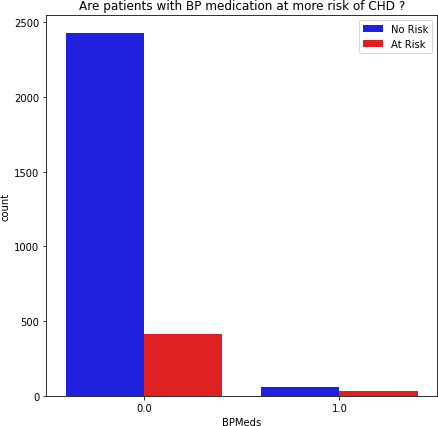 Are patients with BP medication at more risk of CHD ?
No Risk
At Risk
2500
2000
1500
1000
500
0
count
0.0
1.0
BPMeds